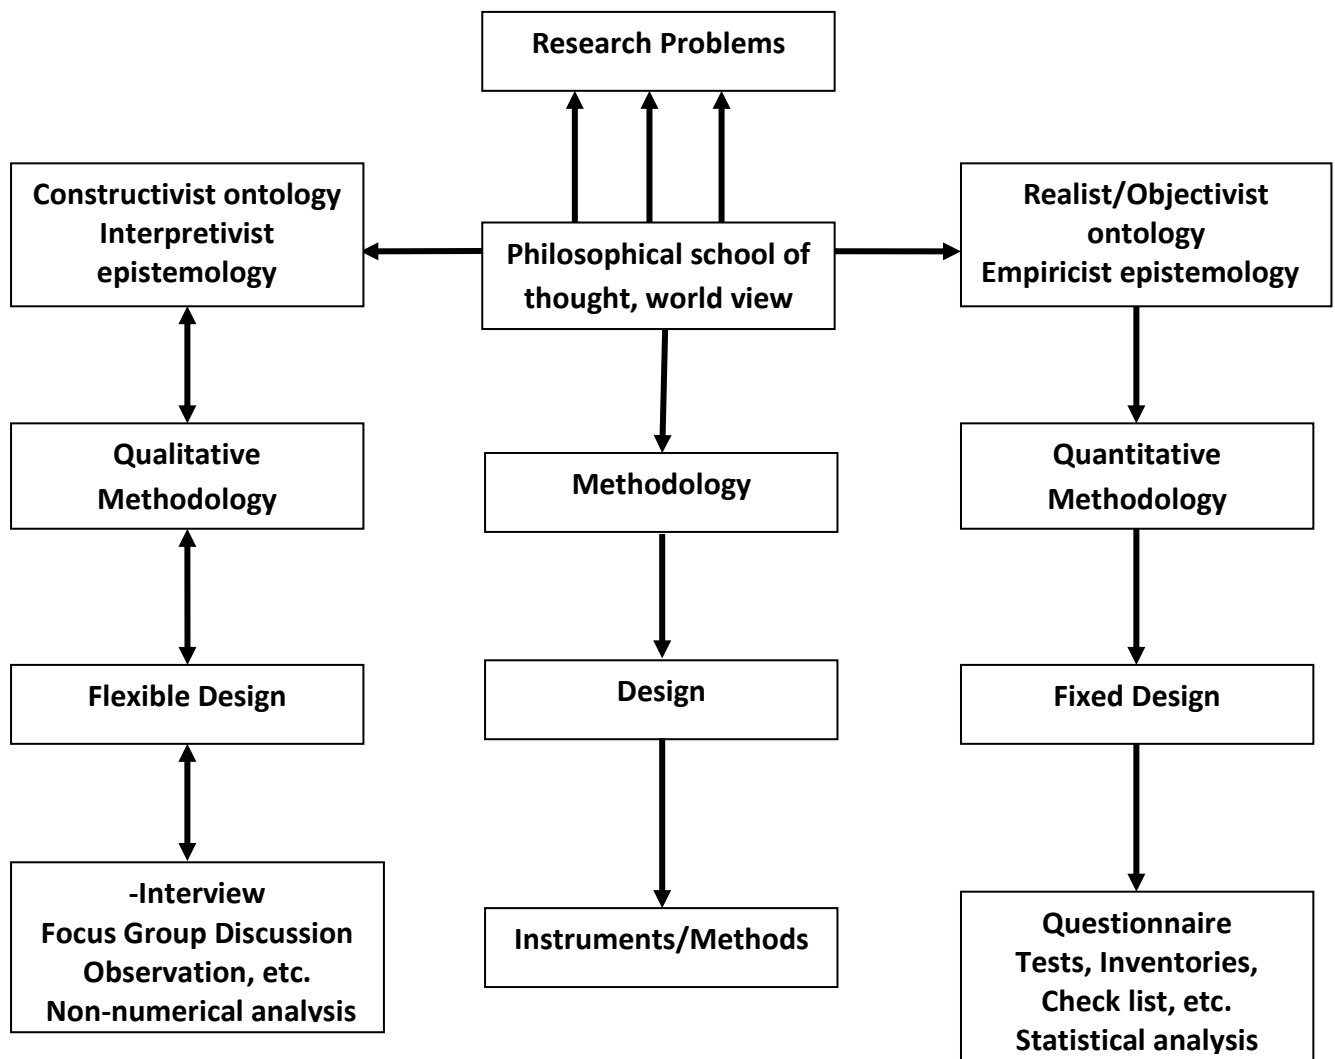 Research Problems
Constructivist ontology
Interpretivist
epistemology
Philosophical school of
thought, world view
Realist/Objectivist
ontology
Empiricist epistemology
Qualitative
Methodology
Methodology
Quantitative
Methodology
Flexible Design
Design
Fixed Design
-Interview
Focus Group Discussion
Observation, etc.
Non-numerical analysis
Instruments/Methods
Questionnaire
Tests, Inventories,
Check list, etc.
Statistical analysis